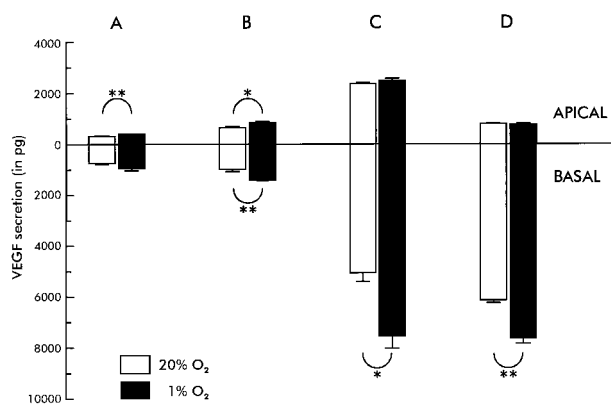 A B C D
4000
2000
0
2000
4000
6000
8000
10000
VEGF secretion (in pg)
APICAL
BASAL
** * ** * **
20% O₂
1% O₂